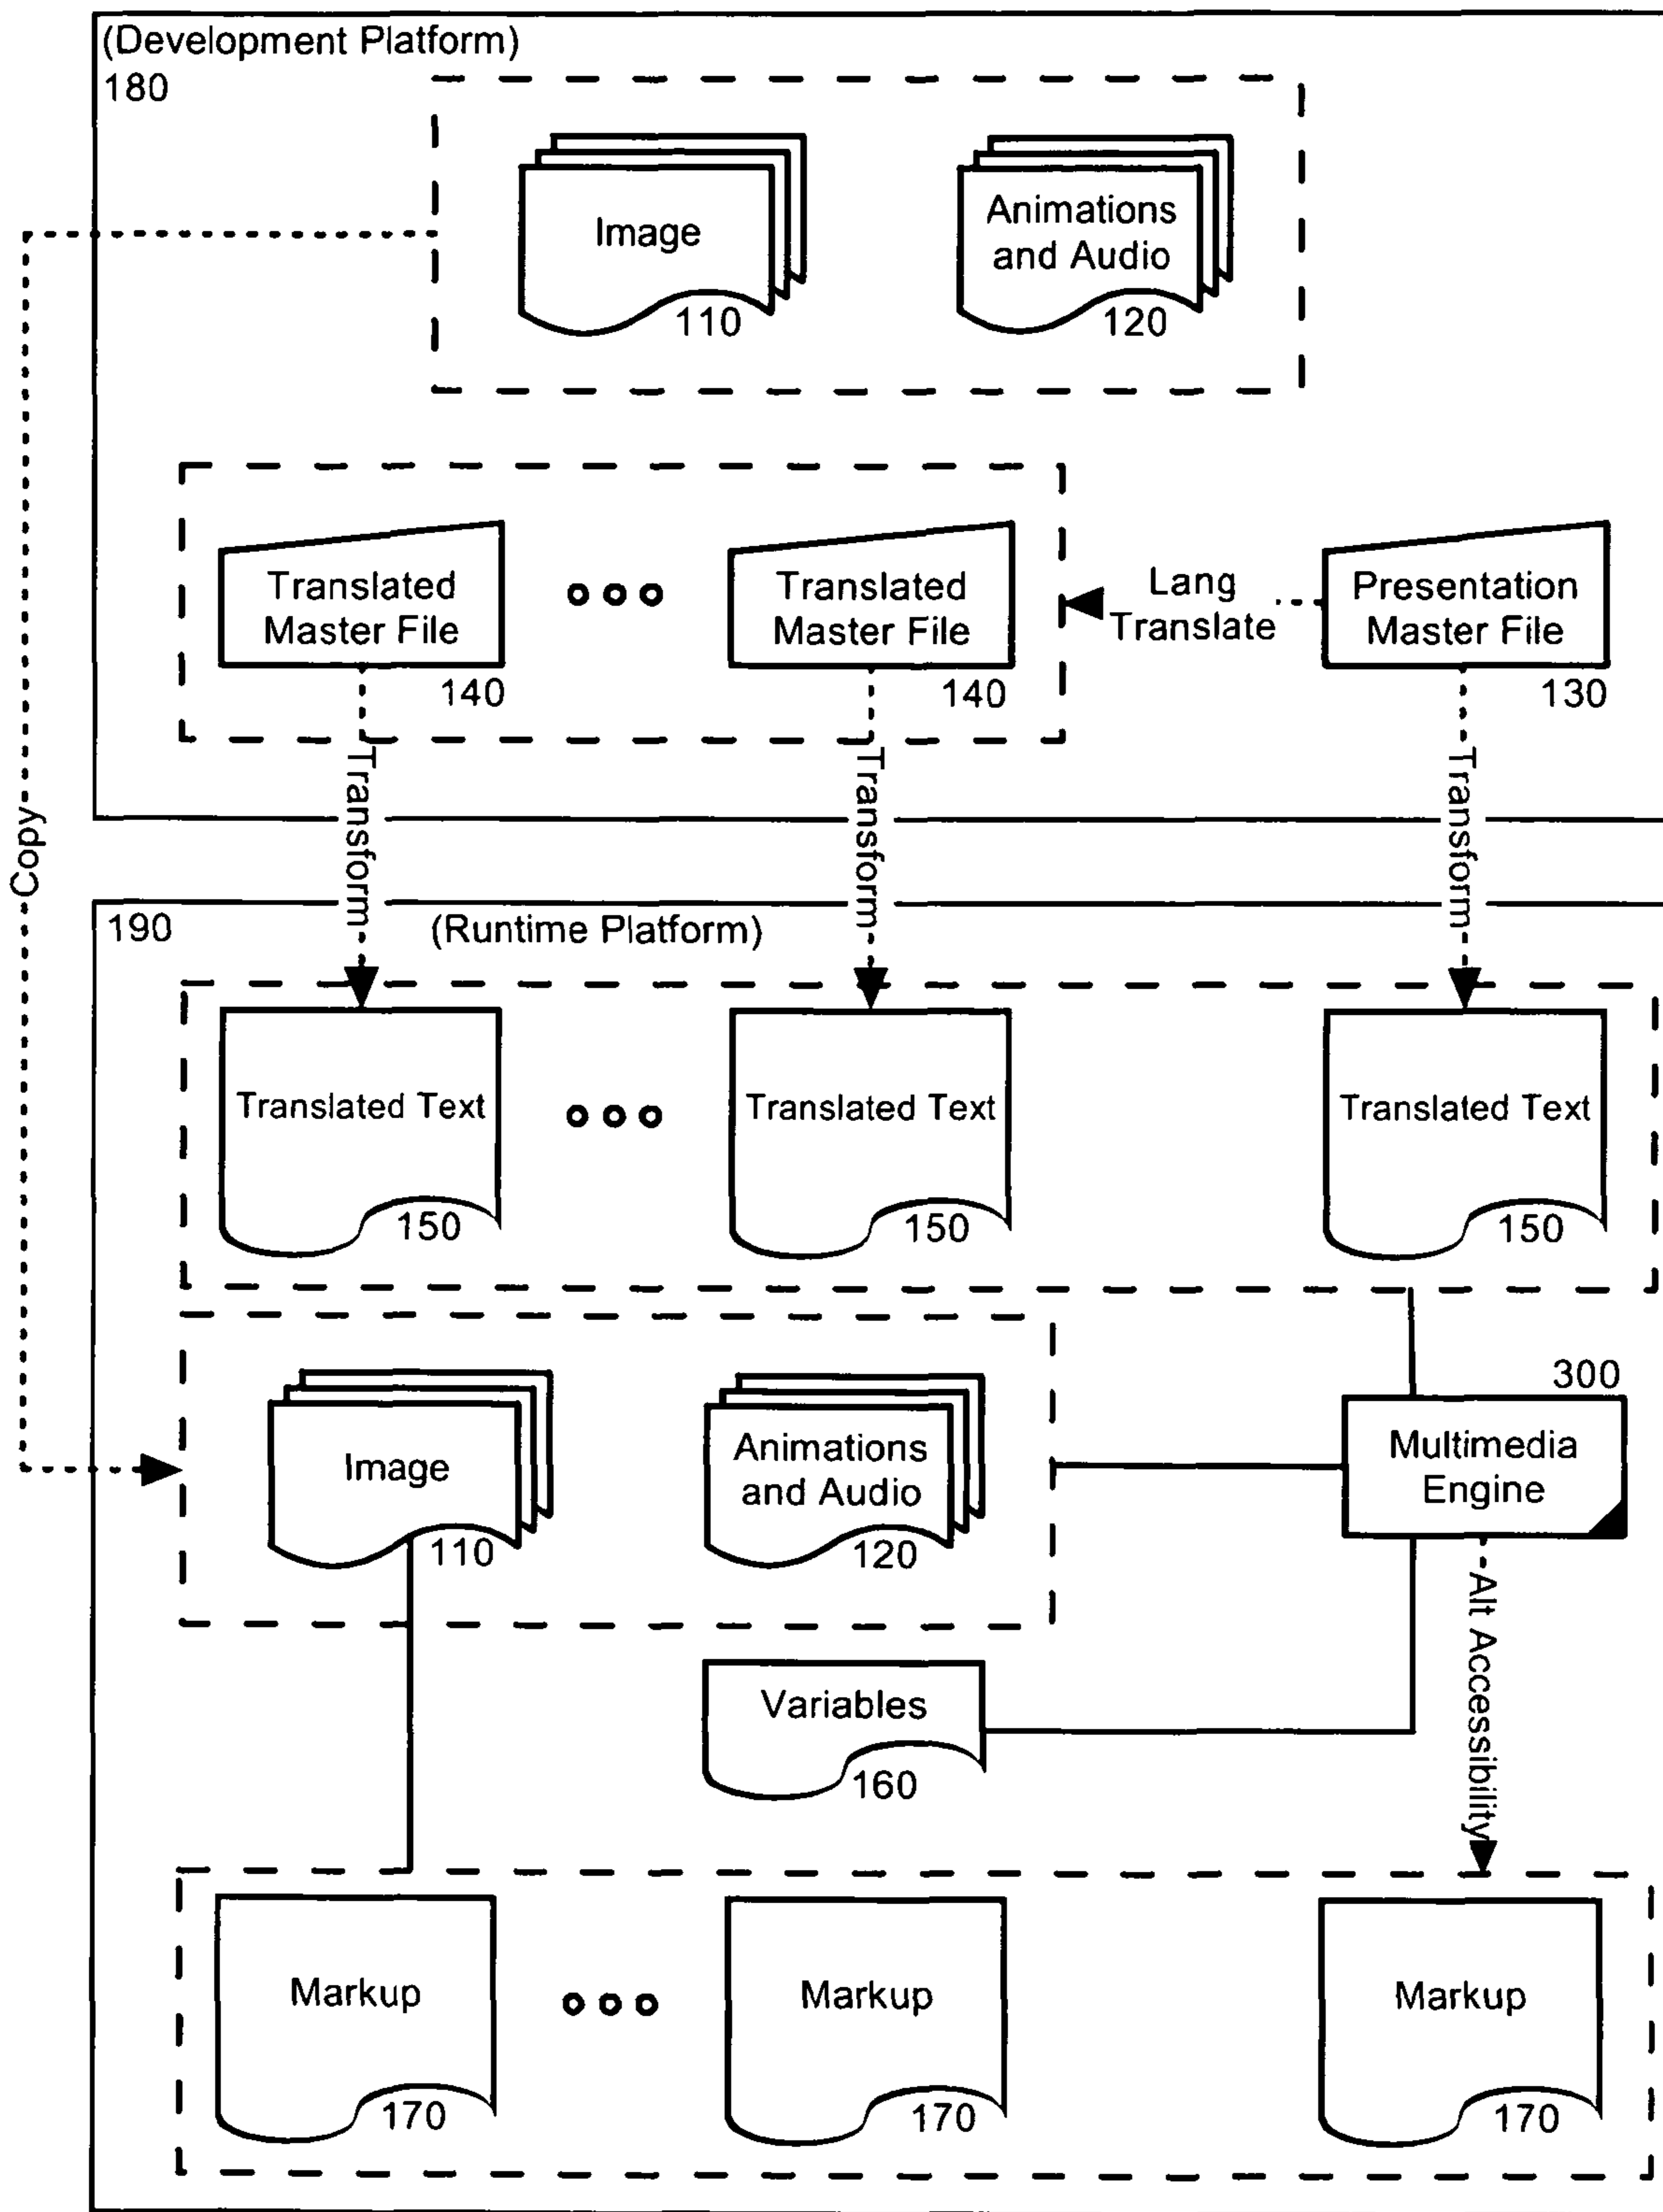 (Development Platform)
180
Image
110
Animations
and Audio
120
Translated
Master File
140
Translated
Master File
140
Lang
Translate
Presentation
Master File
130
Transform
Transform
Transform
Copy
190
(Runtime Platform)
Translated Text
150
Translated Text
150
Translated Text
150
Image
110
Animations
and Audio
120
300
Multimedia
Engine
Variables
160
Alt Accessibility
Markup
170
Markup
170
Markup
170